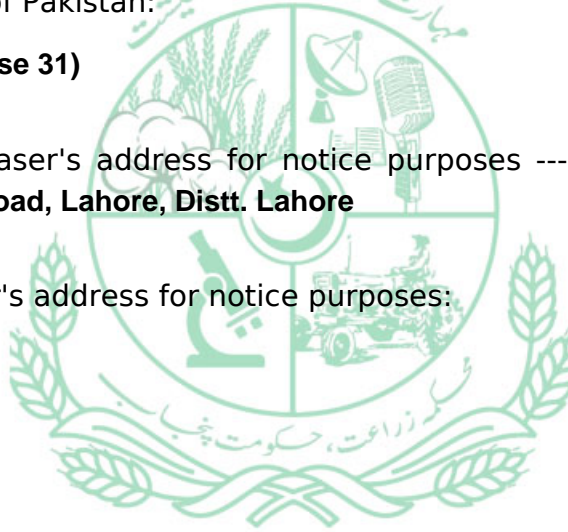 of Pakistan:
se 31)
aser's address for notice purposes ---
oad, Lahore, Distt. Lahore
's address for notice purposes:
محکمہ زراعت، حکومت پنجاب